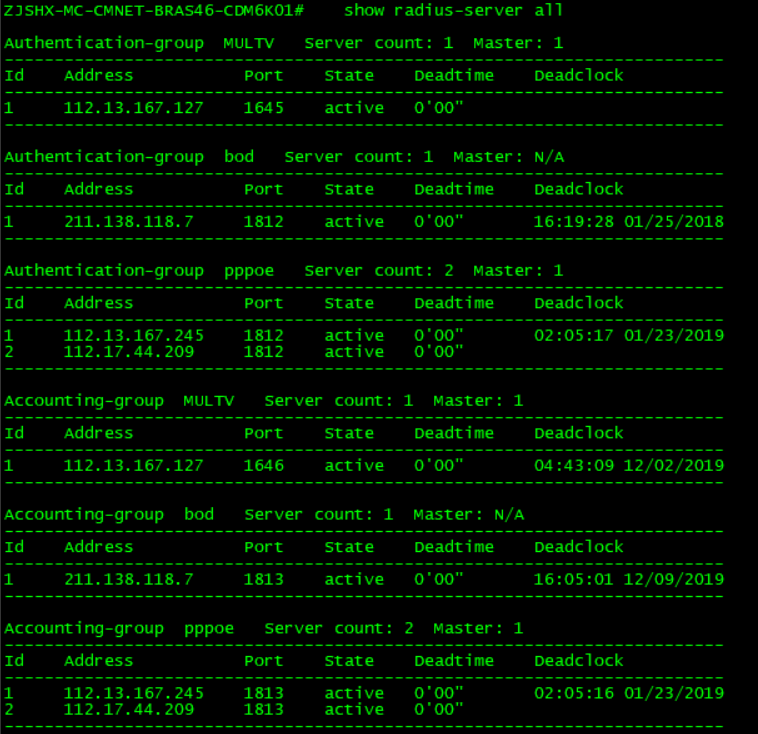 ZJSHX-MC-CMNET-BRAS46-CDM6K01#    show radius-server all
Authentication-group  MULTV   Server count: 1  Master: 1
------------------------------------------------------------------------
Id    Address           Port    State    Deadtime    Deadclock
------------------------------------------------------------------------
1     112.13.167.127    1645    active   0'00"
------------------------------------------------------------------------
Authentication-group  bod   Server count: 1  Master: N/A
------------------------------------------------------------------------
Id    Address           Port    State    Deadtime    Deadclock
------------------------------------------------------------------------
1     211.138.118.7     1812    active   0'00"       16:19:28 01/25/2018
------------------------------------------------------------------------
Authentication-group  pppoe   Server count: 2  Master: 1
------------------------------------------------------------------------
Id    Address           Port    State    Deadtime    Deadclock
------------------------------------------------------------------------
1     112.13.167.245    1812    active   0'00"       02:05:17 01/23/2019
2     112.17.44.209     1812    active   0'00"
------------------------------------------------------------------------
Accounting-group  MULTV   Server count: 1  Master: 1
------------------------------------------------------------------------
Id    Address           Port    State    Deadtime    Deadclock
------------------------------------------------------------------------
1     112.13.167.127    1646    active   0'00"       04:43:09 12/02/2019
------------------------------------------------------------------------
Accounting-group  bod   Server count: 1  Master: N/A
------------------------------------------------------------------------
Id    Address           Port    State    Deadtime    Deadclock
------------------------------------------------------------------------
1     211.138.118.7     1813    active   0'00"       16:05:01 12/09/2019
------------------------------------------------------------------------
Accounting-group  pppoe   Server count: 2  Master: 1
------------------------------------------------------------------------
Id    Address           Port    State    Deadtime    Deadclock
------------------------------------------------------------------------
1     112.13.167.245    1813    active   0'00"       02:05:16 01/23/2019
2     112.17.44.209     1813    active   0'00"
------------------------------------------------------------------------